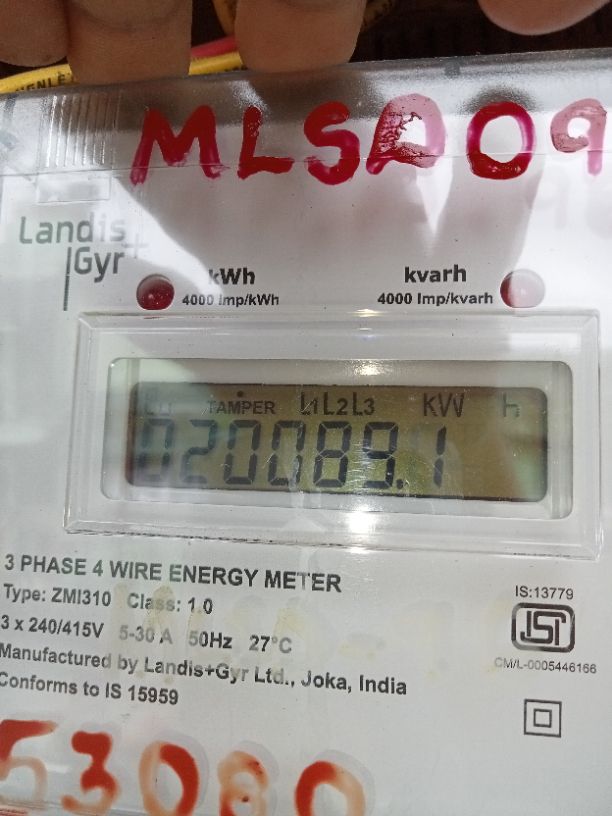 MLSR09
Landis
Gyr+
kWh
4000 Imp/kWh
kvarh
4000 Imp/kvarh
TAMPER L1 L2 L3 KW h
020089.1
3 PHASE 4 WIRE ENERGY METER
Type: ZMI310 Class: 1.0
3 x 240/415V 5-30 A 50Hz 27°C
Manufactured by Landis+Gyr Ltd., Joka, India
Conforms to IS 15959
IS:13779
ISI
CM/L-0005446166
53080